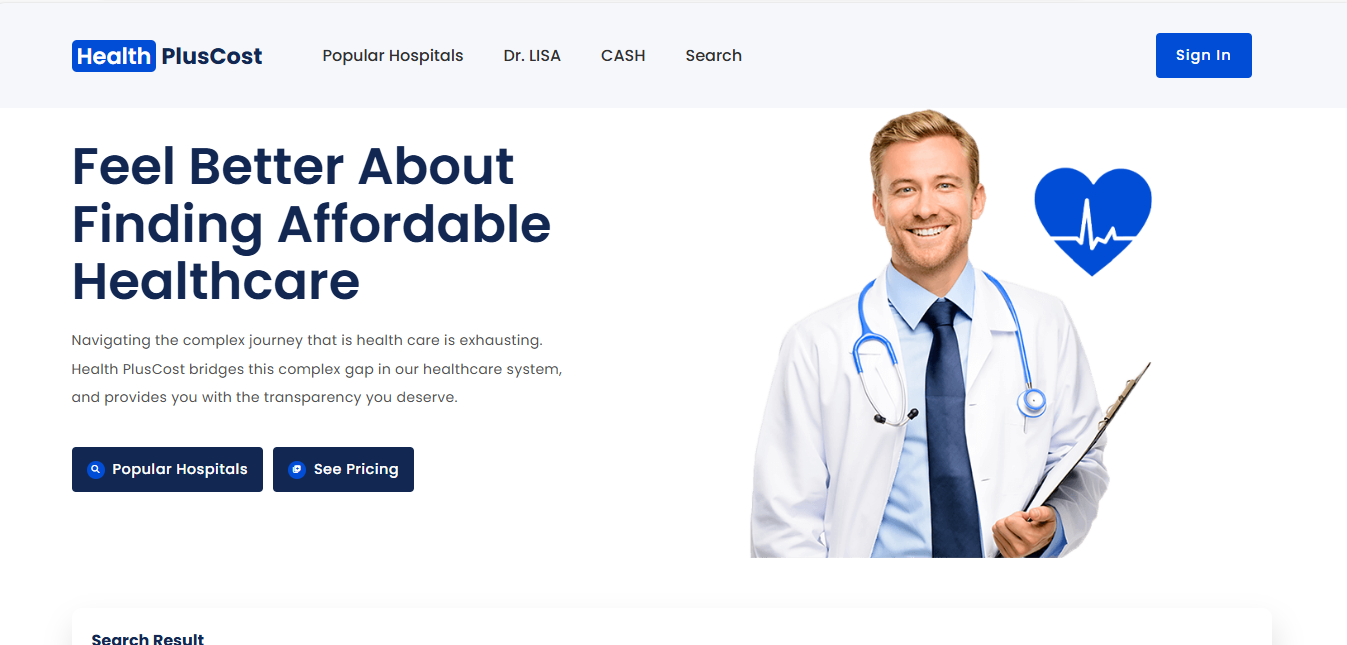 Health PlusCost
Popular Hospitals
Dr. LISA
CASH
Search
Sign In
Feel Better About
Finding Affordable
Healthcare
Navigating the complex journey that is health care is exhausting.
Health PlusCost bridges this complex gap in our healthcare system,
and provides you with the transparency you deserve.
Popular Hospitals
See Pricing
Search Result